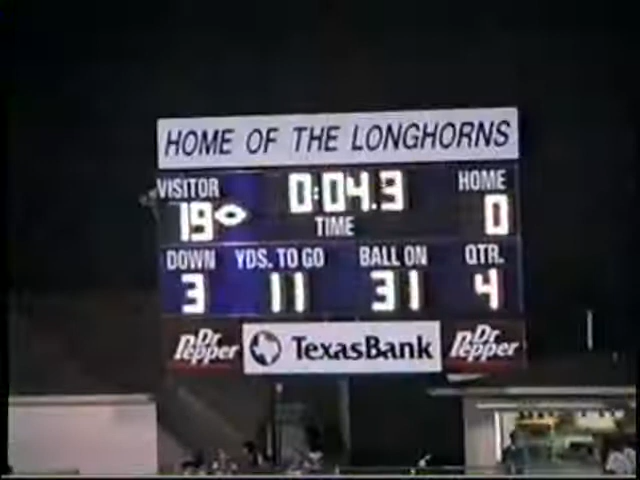 HOME OF THE LONGHORNS
VISITOR 0:04.3 HOME
19 TIME 0
DOWN YDS. TO GO BALL ON QTR.
3 11 31 4
Dr Pepper TexasBank Dr Pepper